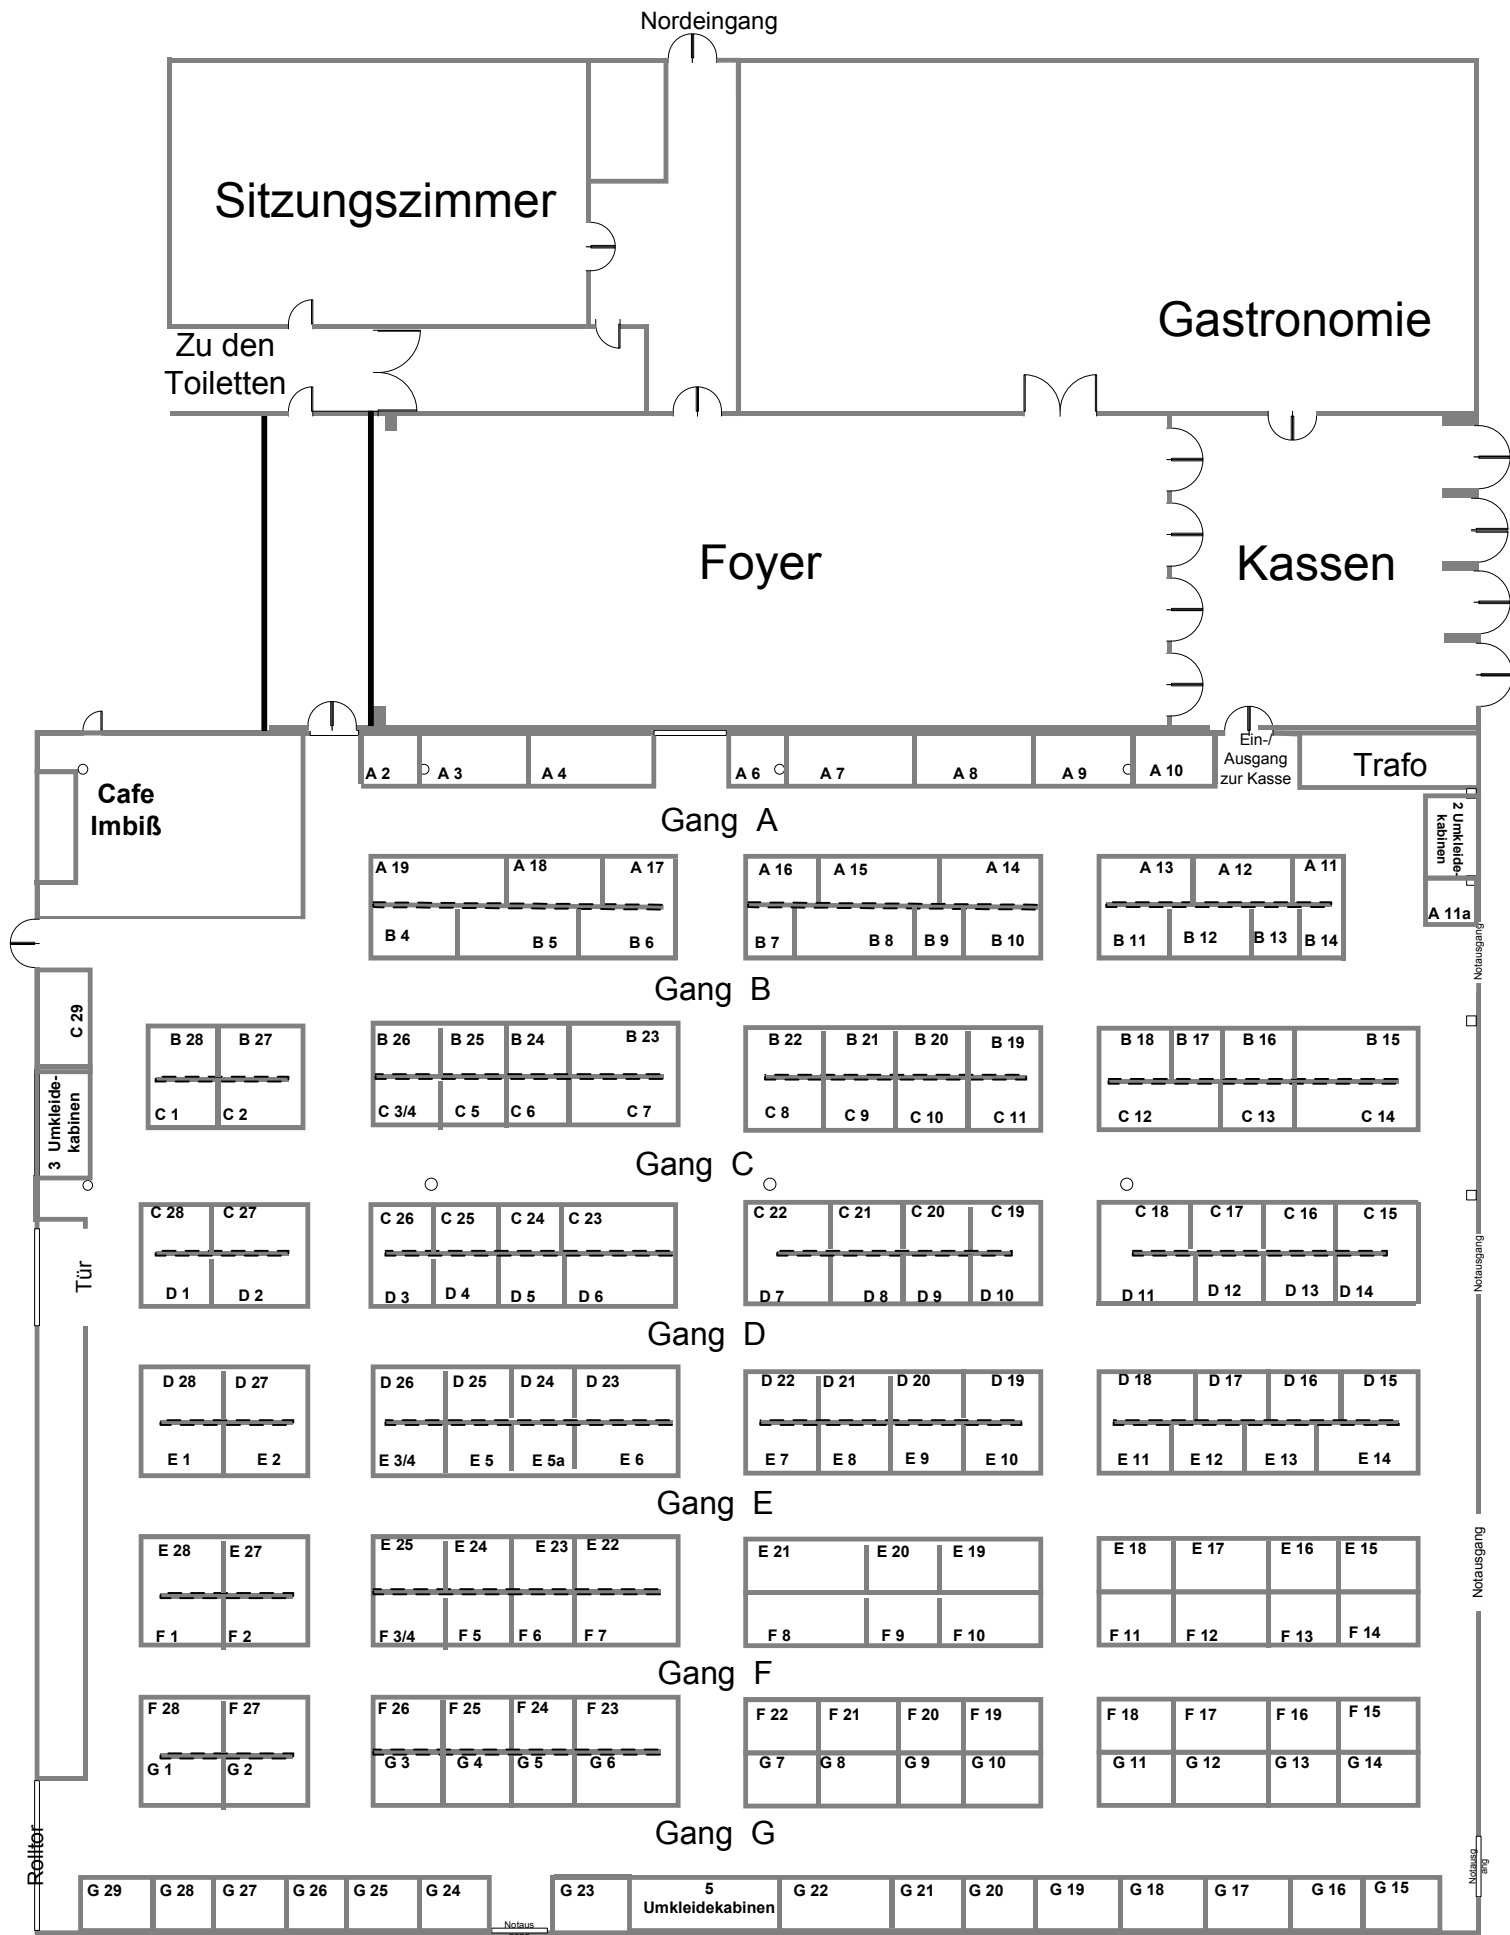 Nordeingang
Sitzungszimmer
Gastronomie
Zu den
Toiletten
Foyer
Kassen
Ein-/
Ausgang
zur Kasse
Trafo
Cafe
Imbiß
A 2
A 3
A 4
A 6
A 7
A 8
A 9
A 10
2 Umkleide-
kabinen
A 11a
Notausgang
Gang A
A 19
A 18
A 17
A 16
A 15
A 14
A 13
A 12
A 11
B 4
B 5
B 6
B 7
B 8
B 9
B 10
B 11
B 12
B 13
B 14
Gang B
C 29
3 Umkleide-
kabinen
B 28
B 27
B 26
B 25
B 24
B 23
B 22
B 21
B 20
B 19
B 18
B 17
B 16
B 15
C 1
C 2
C 3/4
C 5
C 6
C 7
C 8
C 9
C 10
C 11
C 12
C 13
C 14
Gang C
C 28
C 27
C 26
C 25
C 24
C 23
C 22
C 21
C 20
C 19
C 18
C 17
C 16
C 15
Tür
Notausgang
D 1
D 2
D 3
D 4
D 5
D 6
D 7
D 8
D 9
D 10
D 11
D 12
D 13
D 14
Gang D
D 28
D 27
D 26
D 25
D 24
D 23
D 22
D 21
D 20
D 19
D 18
D 17
D 16
D 15
E 1
E 2
E 3/4
E 5
E 5a
E 6
E 7
E 8
E 9
E 10
E 11
E 12
E 13
E 14
Gang E
Notausgang
E 28
E 27
E 25
E 24
E 23
E 22
E 21
E 20
E 19
E 18
E 17
E 16
E 15
F 1
F 2
F 3/4
F 5
F 6
F 7
F 8
F 9
F 10
F 11
F 12
F 13
F 14
Gang F
F 28
F 27
F 26
F 25
F 24
F 23
F 22
F 21
F 20
F 19
F 18
F 17
F 16
F 15
G 1
G 2
G 3
G 4
G 5
G 6
G 7
G 8
G 9
G 10
G 11
G 12
G 13
G 14
Gang G
Rolltor
Notausg
ang
G 29
G 28
G 27
G 26
G 25
G 24
Notaus
G 23
5
Umkleidekabinen
G 22
G 21
G 20
G 19
G 18
G 17
G 16
G 15